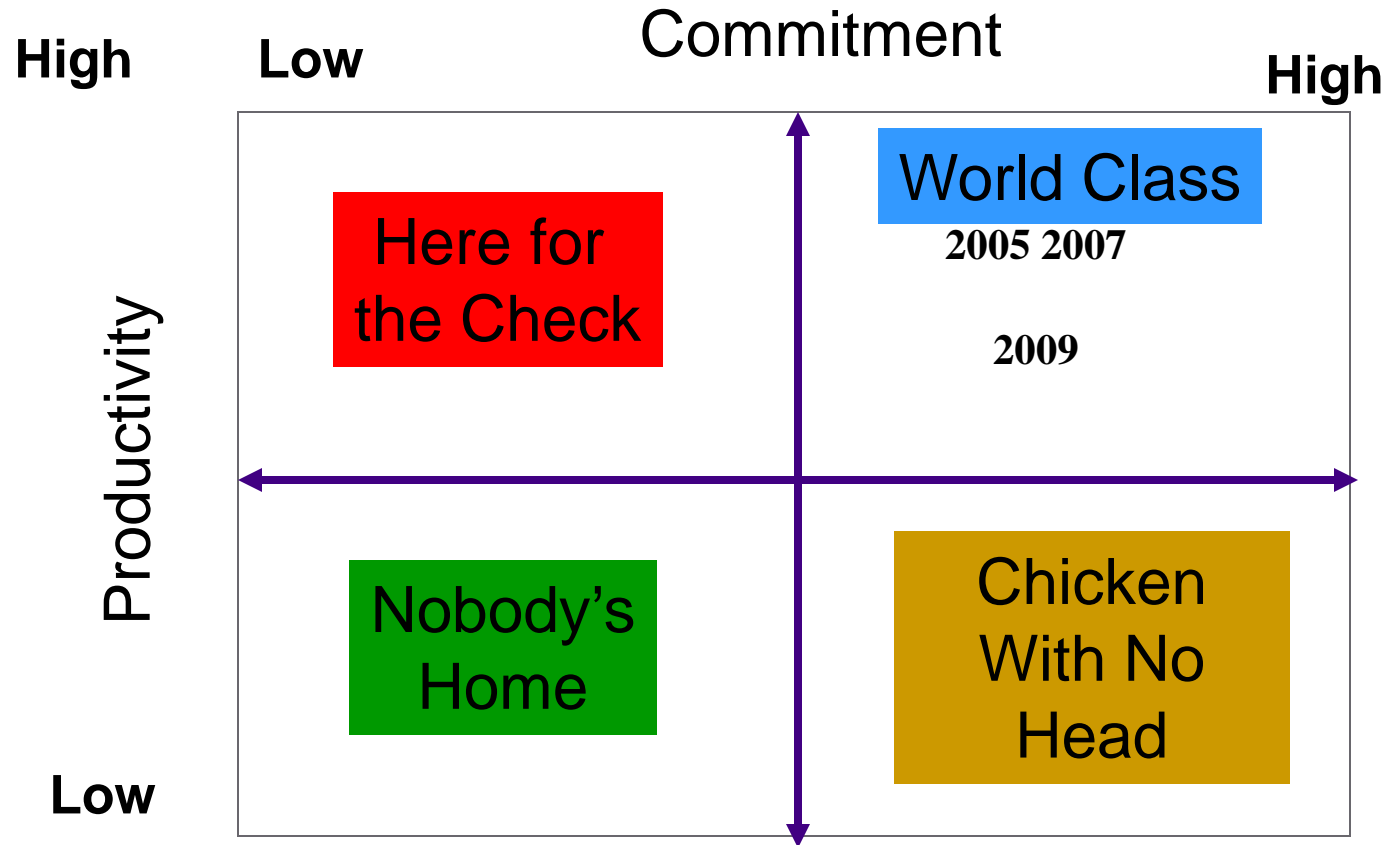 Commitment
High
Low
High
World Class
Here for
the Check
2005 2007
2009
Productivity
Nobody’s
Home
Chicken
With No
Head
Low